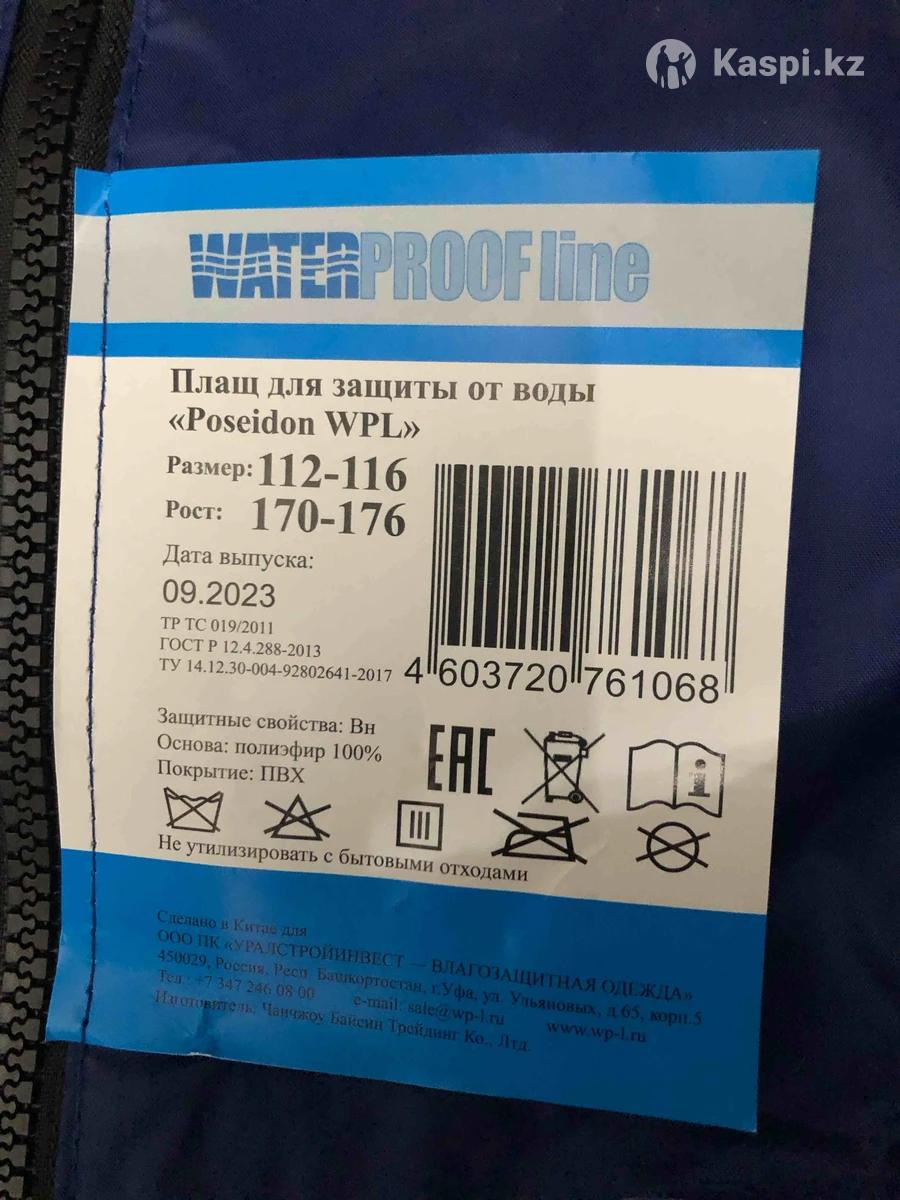 Kaspi.kz
WATERPROOFline
Плащ для защиты от воды
«Poseidon WPL»
Размер: 112-116
Рост: 170-176
Дата выпуска:
09.2023
ТР ТС 019/2011
ГОСТ Р 12.4.288-2013
ТУ 14.12.30-004-92802641-2017
4 603720 761068
Защитные свойства: Вн
Основа: полиэфир 100%
Покрытие: ПВХ
EAC
i
Не утилизировать с бытовыми отходами
Сделано в Китае для
ООО ПК «УРАЛСТРОЙИНВЕСТ — ВЛАГОЗАЩИТНАЯ ОДЕЖДА»
450029, Россия, Респ. Башкортостан, г.Уфа, ул. Ульяновых, д.65, корп.5
Тел.: +7 347 246 08 00 e-mail: sale@wp-l.ru www.wp-l.ru
Изготовитель: Чанчжоу Байсин Трейдинг Ко., Лтд.